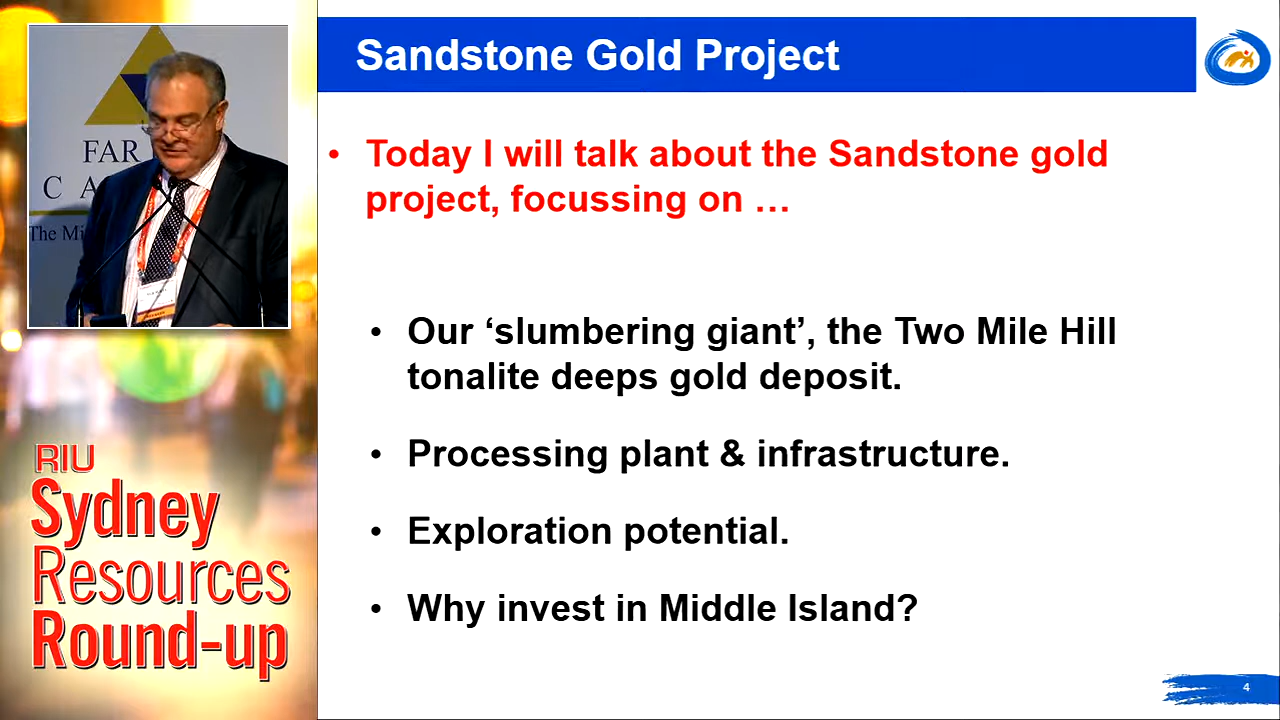 Sandstone Gold Project
• Today I will talk about the Sandstone gold
project, focussing on …
• Our ‘slumbering giant’, the Two Mile Hill
tonalite deeps gold deposit.
• Processing plant & infrastructure.
• Exploration potential.
• Why invest in Middle Island?
4
FAR
C A
The Mi
RIU
Sydney
Resources
Round-up